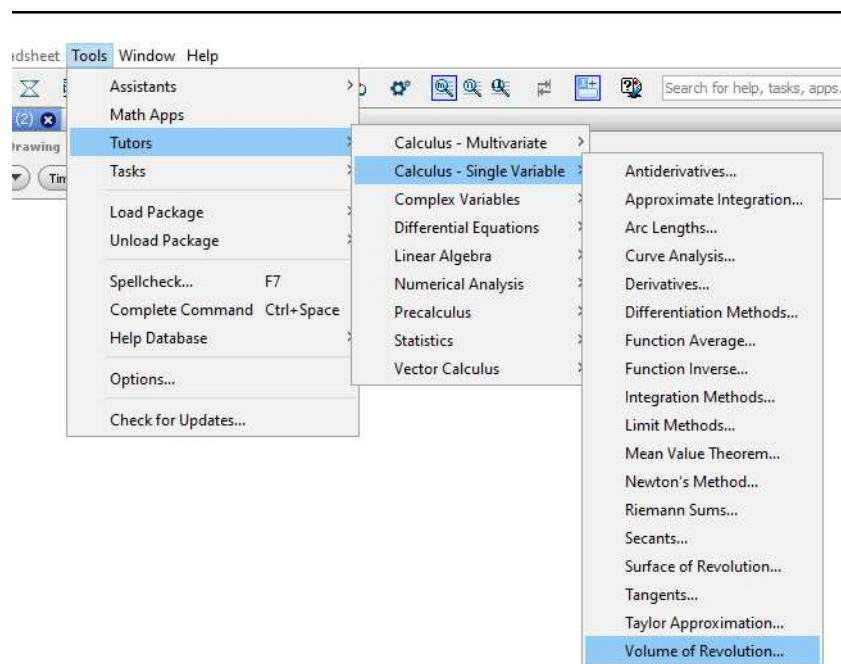 Tools Window Help
Search for help, tasks, apps
(2)
Assistants
Math Apps
Tutors
Tasks
Load Package
Unload Package
Spellcheck... F7
Complete Command Ctrl+Space
Help Database
Options...
Check for Updates...
Calculus - Multivariate
Calculus - Single Variable
Complex Variables
Differential Equations
Linear Algebra
Numerical Analysis
Precalculus
Statistics
Vector Calculus
Antiderivatives...
Approximate Integration...
Arc Lengths...
Curve Analysis...
Derivatives...
Differentiation Methods...
Function Average...
Function Inverse...
Integration Methods...
Limit Methods...
Mean Value Theorem...
Newton's Method...
Riemann Sums...
Secants...
Surface of Revolution...
Tangents...
Taylor Approximation...
Volume of Revolution...